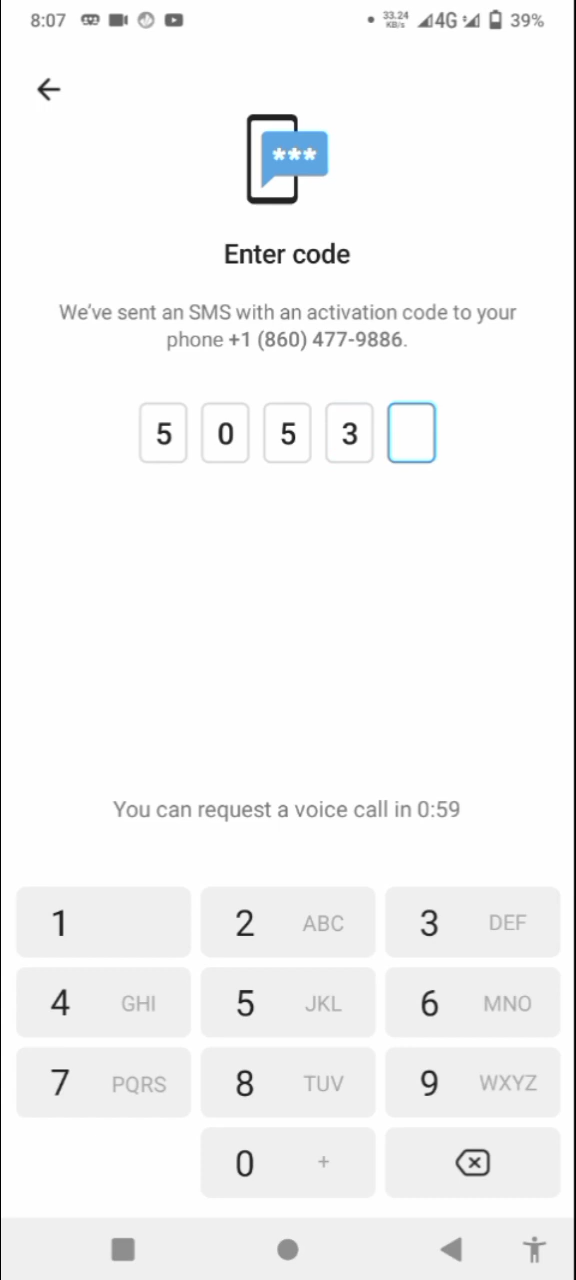 8:07 33.24 KB/s 4G 39%
***
Enter code
We've sent an SMS with an activation code to your
phone +1 (860) 477-9886.
5 0 5 3
You can request a voice call in 0:59
1 2 ABC 3 DEF
4 GHI 5 JKL 6 MNO
7 PQRS 8 TUV 9 WXYZ
0 +